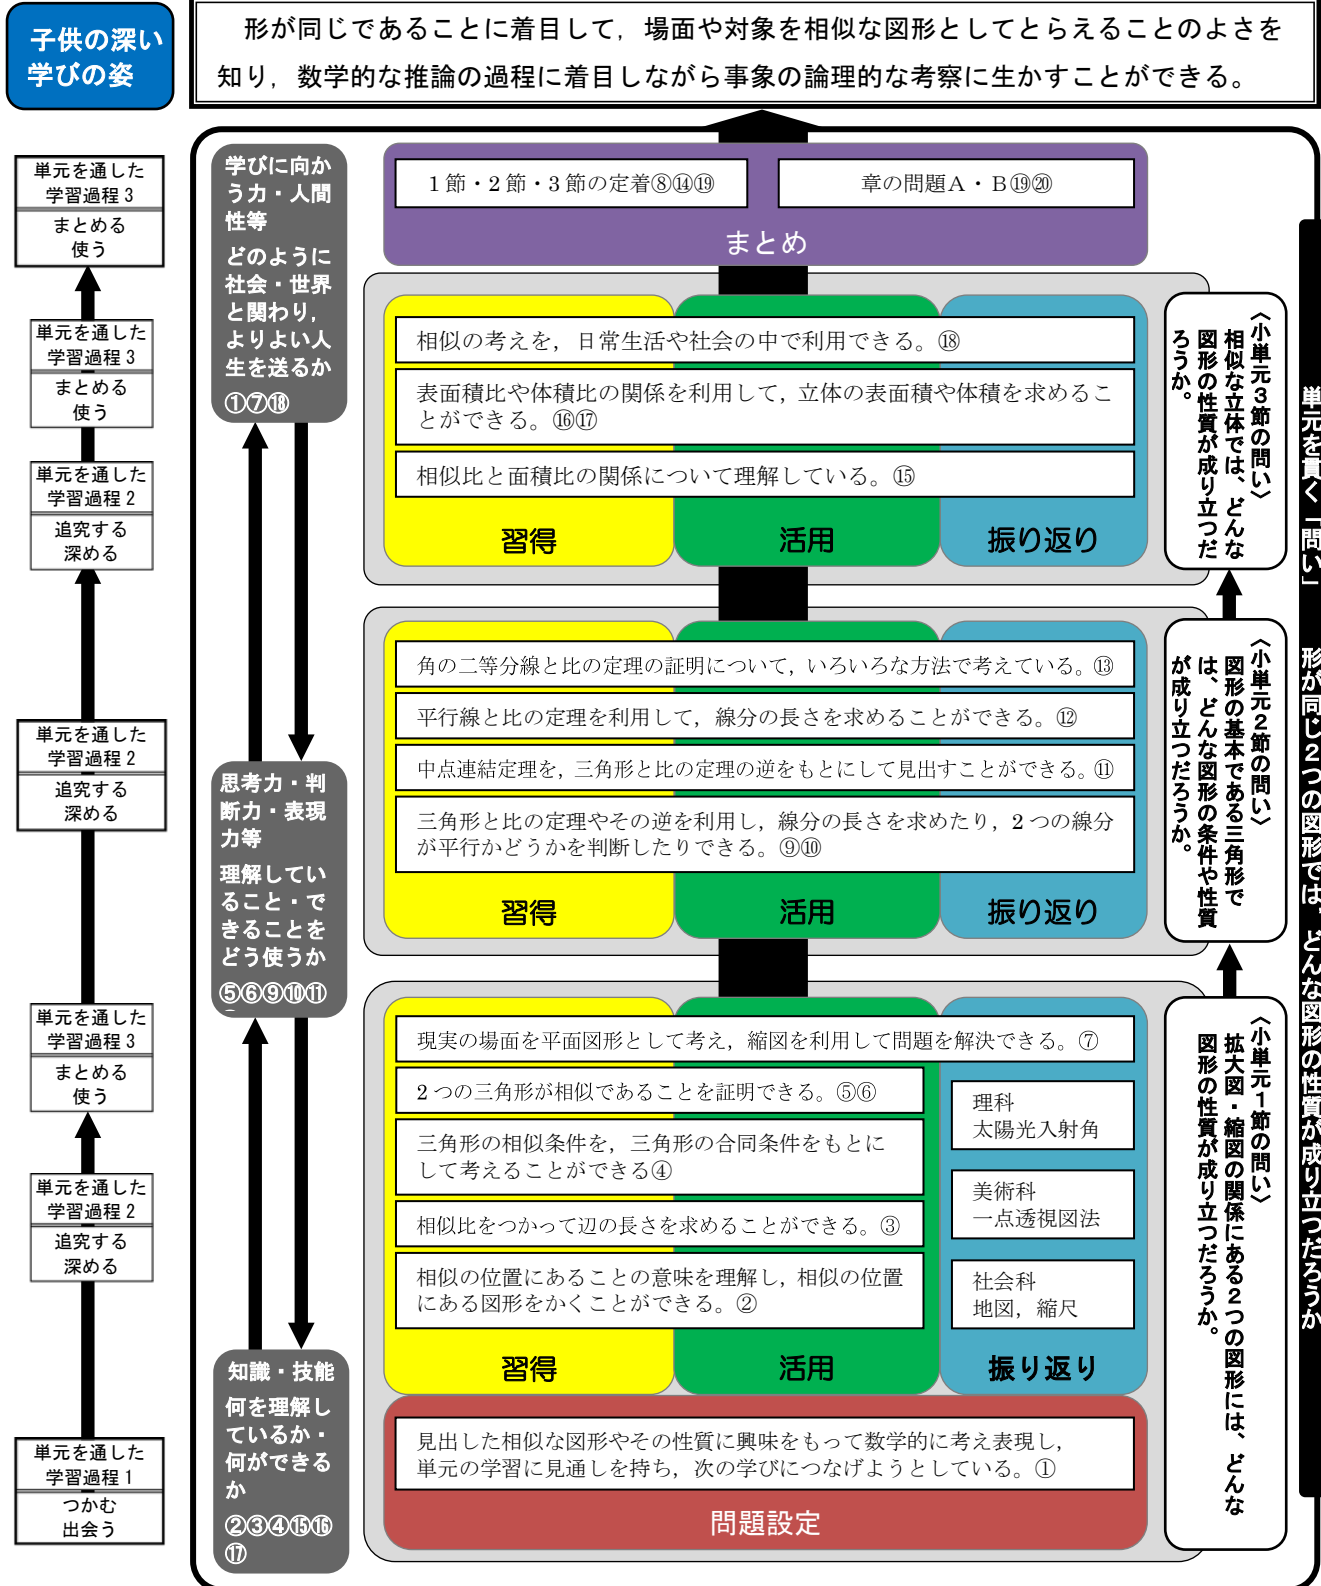 子供の深い
学びの姿
形が同じであることに着目して，場面や対象を相似な図形としてとらえることのよさを
知り，数学的な推論の過程に着目しながら事象の論理的な考察に生かすことができる。
単元を通した
学習過程３
まとめる
使う
単元を通した
学習過程３
まとめる
使う
単元を通した
学習過程２
追究する
深める
単元を通した
学習過程２
追究する
深める
単元を通した
学習過程３
まとめる
使う
単元を通した
学習過程２
追究する
深める
単元を通した
学習過程１
つかむ
出会う
学びに向か
う力・人間
性等
どのように
社会・世界
と関わり，
よりよい人
生を送るか
①⑦⑱
思考力・判
断力・表現
力等
理解してい
ること・で
きることを
どう使うか
⑤⑥⑨⑩⑪
知識・技能
何を理解し
ているか・
何ができる
か
②③④⑮⑯
⑰
１節・２節・３節の定着⑧⑭⑲
章の問題Ａ・Ｂ⑲⑳
まとめ
相似の考えを，日常生活や社会の中で利用できる。⑱
表面積比や体積比の関係を利用して，立体の表面積や体積を求めるこ
とができる。⑯⑰
相似比と面積比の関係について理解している。⑮
習得
活用
振り返り
角の二等分線と比の定理の証明について，いろいろな方法で考えている。⑬
平行線と比の定理を利用して，線分の長さを求めることができる。⑫
中点連結定理を，三角形と比の定理の逆をもとにして見出すことができる。⑪
三角形と比の定理やその逆を利用し，線分の長さを求めたり，２つの線分
が平行かどうかを判断したりできる。⑨⑩
習得
活用
振り返り
現実の場面を平面図形として考え，縮図を利用して問題を解決できる。⑦
２つの三角形が相似であることを証明できる。⑤⑥
三角形の相似条件を，三角形の合同条件をもとに
して考えることができる④
相似比をつかって辺の長さを求めることができる。③
相似の位置にあることの意味を理解し，相似の位置
にある図形をかくことができる。②
理科
太陽光入射角
美術科
一点透視図法
社会科
地図，縮尺
習得
活用
振り返り
見出した相似な図形やその性質に興味をもって数学的に考え表現し，
単元の学習に見通しを持ち，次の学びにつなげようとしている。①
問題設定
〈小単元３節の問い〉
相似な立体では、どんな
図形の性質が成り立つだ
ろうか。
〈小単元２節の問い〉
図形の基本である三角形で
は、どんな図形の条件や性質
が成り立つだろうか。
〈小単元１節の問い〉
拡大図・縮図の関係にある２つの図形には、どんな
図形の性質が成り立つだろうか。
単元を貫く「問い」　形が同じ２つの図形では，どんな図形の性質が成り立つだろうか